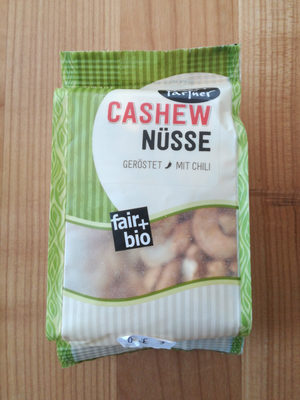 CASHEW
NÜSSE
GERÖSTET MIT CHILI
fair+
bio